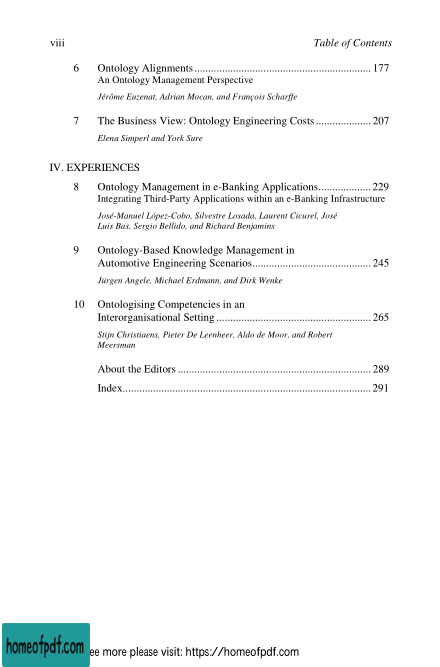 viii Table of Contents
6 Ontology Alignments................................................................ 177
An Ontology Management Perspective
Jérôme Euzenat, Adrian Mocan, and François Scharffe
7 The Business View: Ontology Engineering Costs.................... 207
Elena Simperl and York Sure
IV. EXPERIENCES
8 Ontology Management in e-Banking Applications................... 229
Integrating Third-Party Applications within an e-Banking Infrastructure
José-Manuel López-Cobo, Silvestre Losada, Laurent Cicurel, José
Luis Bas, Sergio Bellido, and Richard Benjamins
9 Ontology-Based Knowledge Management in
Automotive Engineering Scenarios........................................... 245
Jürgen Angele, Michael Erdmann, and Dirk Wenke
10 Ontologising Competencies in an
Interorganisational Setting ........................................................ 265
Stijn Christiaens, Pieter De Leenheer, Aldo de Moor, and Robert
Meersman
About the Editors ...................................................................... 289
Index.......................................................................................... 291
homeofpdf.com
ee more please visit: https://homeofpdf.com